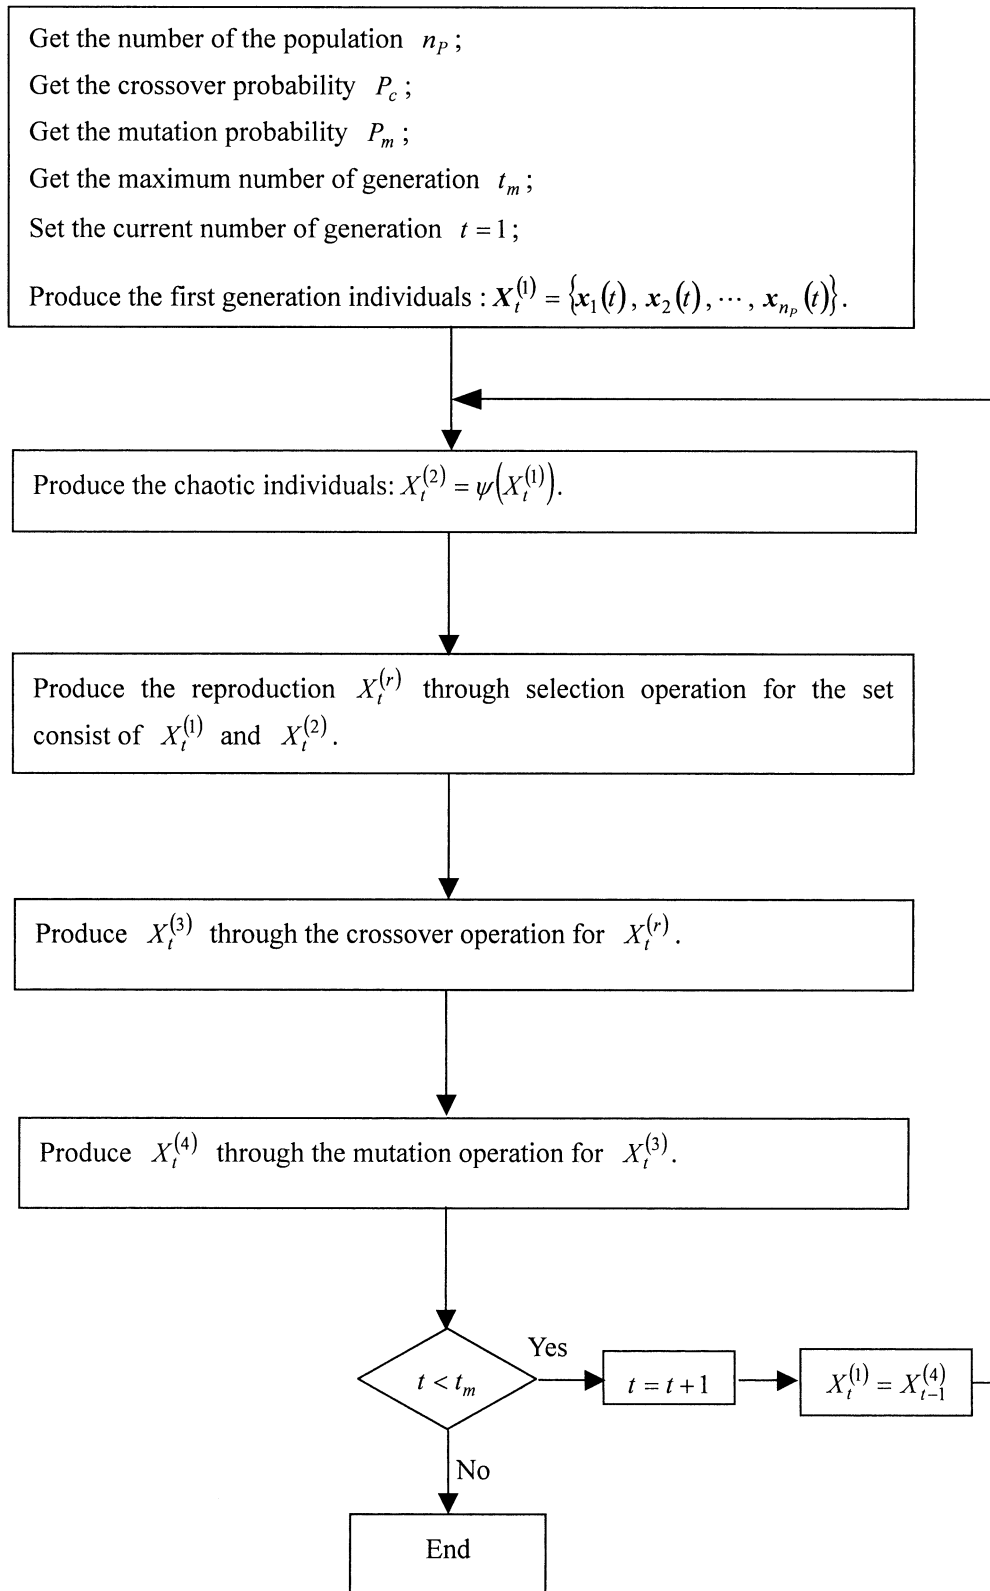 Get the number of the population n_P ;
Get the crossover probability P_c ;
Get the mutation probability P_m ;
Get the maximum number of generation t_m ;
Set the current number of generation t = 1 ;
Produce the first generation individuals : X_t^(1) = {x_1(t), x_2(t), ⋯, x_{n_P}(t)}.
Produce the chaotic individuals: X_t^(2) = ψ(X_t^(1)).
Produce the reproduction X_t^(r) through selection operation for the set
consist of X_t^(1) and X_t^(2).
Produce X_t^(3) through the crossover operation for X_t^(r).
Produce X_t^(4) through the mutation operation for X_t^(3).
t < t_m
Yes
t = t + 1
X_t^(1) = X_{t-1}^(4)
No
End